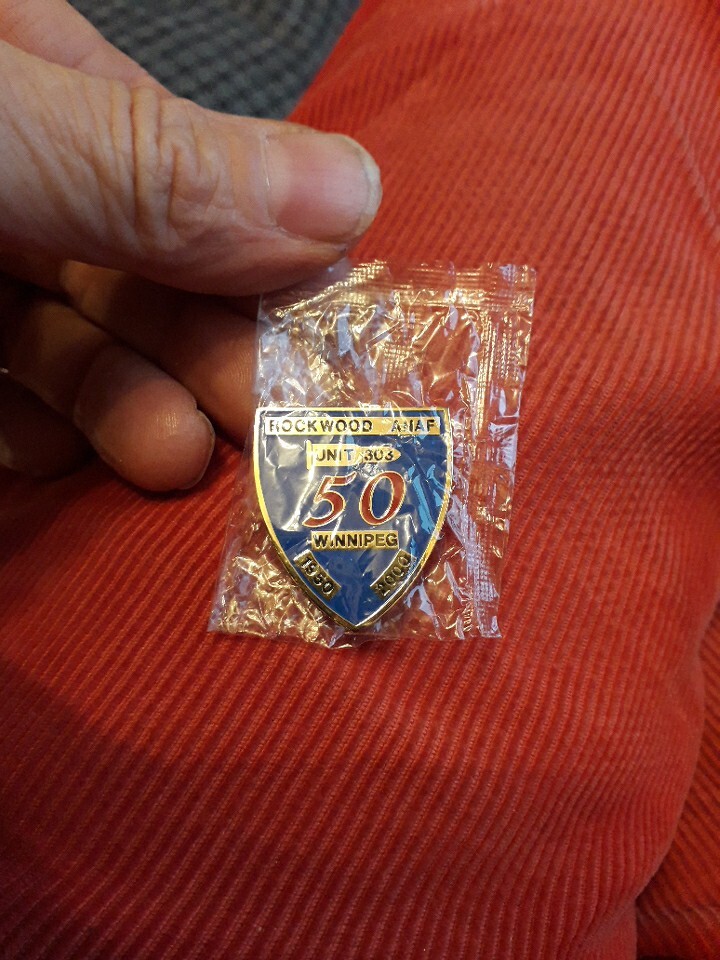 ROCKWOOD ANAF
UNIT 303
50
WINNIPEG
1950 2000